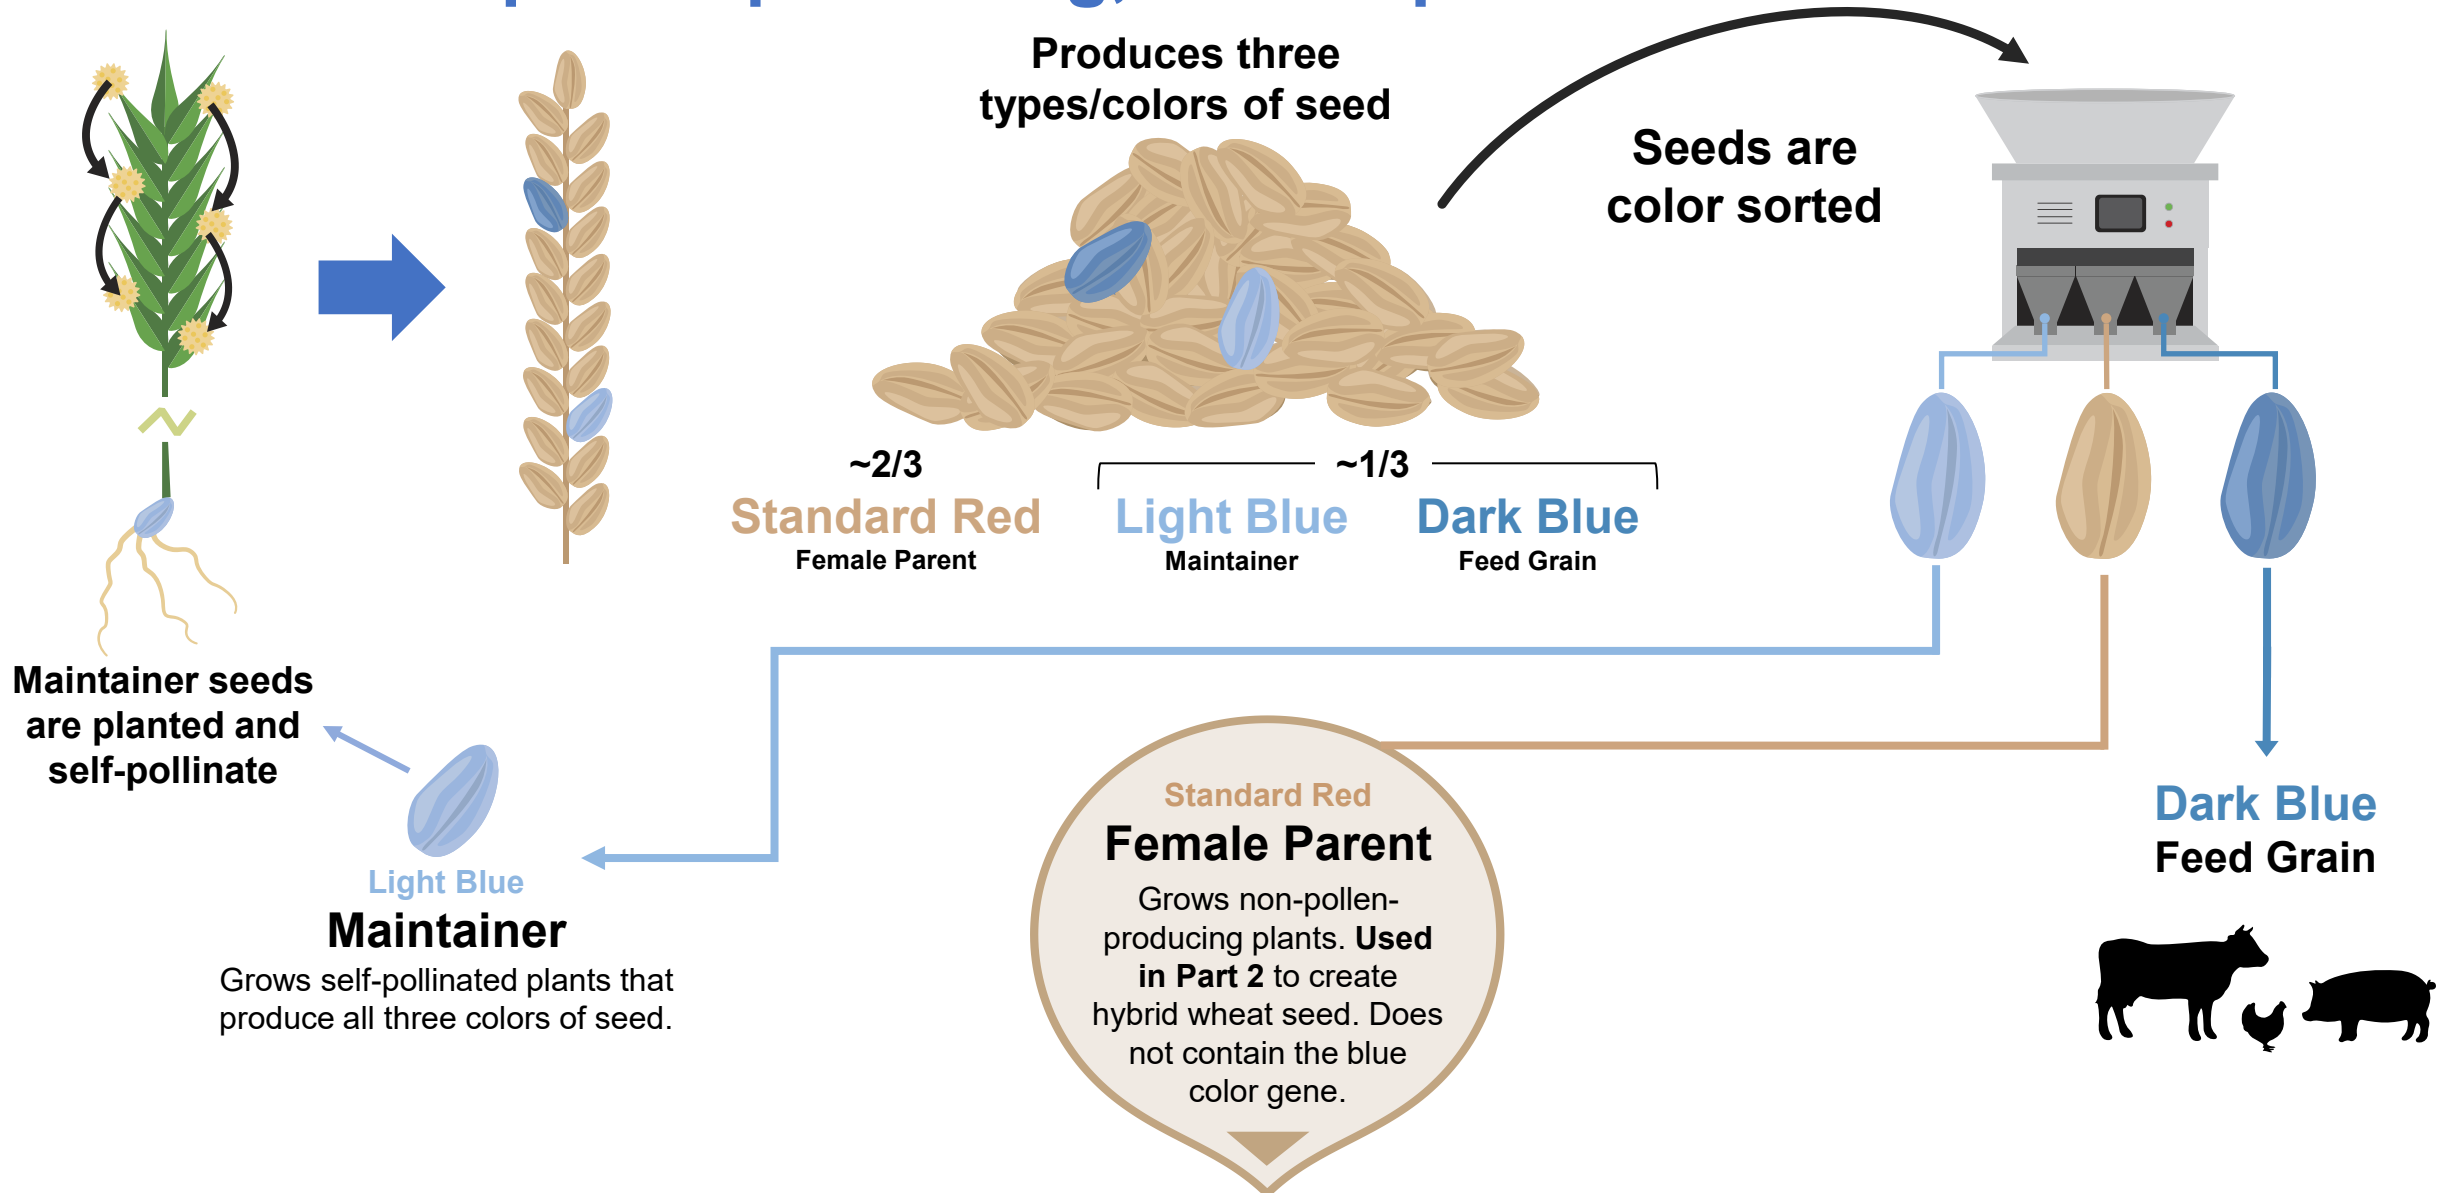 Produces three
types/colors of seed
Seeds are
color sorted
~2/3
~1/3
Standard Red
Light Blue
Dark Blue
Female Parent
Maintainer
Feed Grain
Maintainer seeds
are planted and
self-pollinate
Light Blue
Maintainer
Grows self-pollinated plants that
produce all three colors of seed.
Standard Red
Female Parent
Grows non-pollen-
producing plants. Used
in Part 2 to create
hybrid wheat seed. Does
not contain the blue
color gene.
Dark Blue
Feed Grain